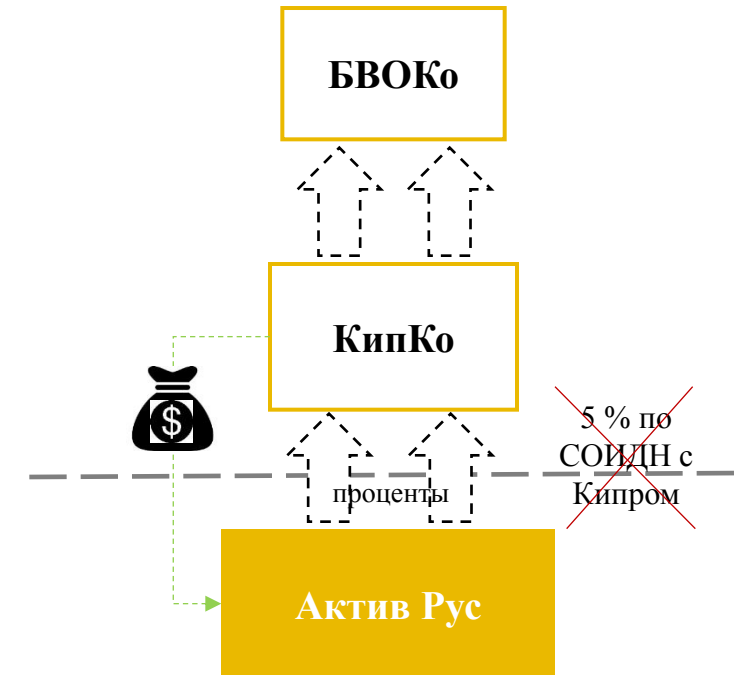 БВОКо
КипКо
$
5 % по
СОИДН с
Кипром
проценты
Актив Рус